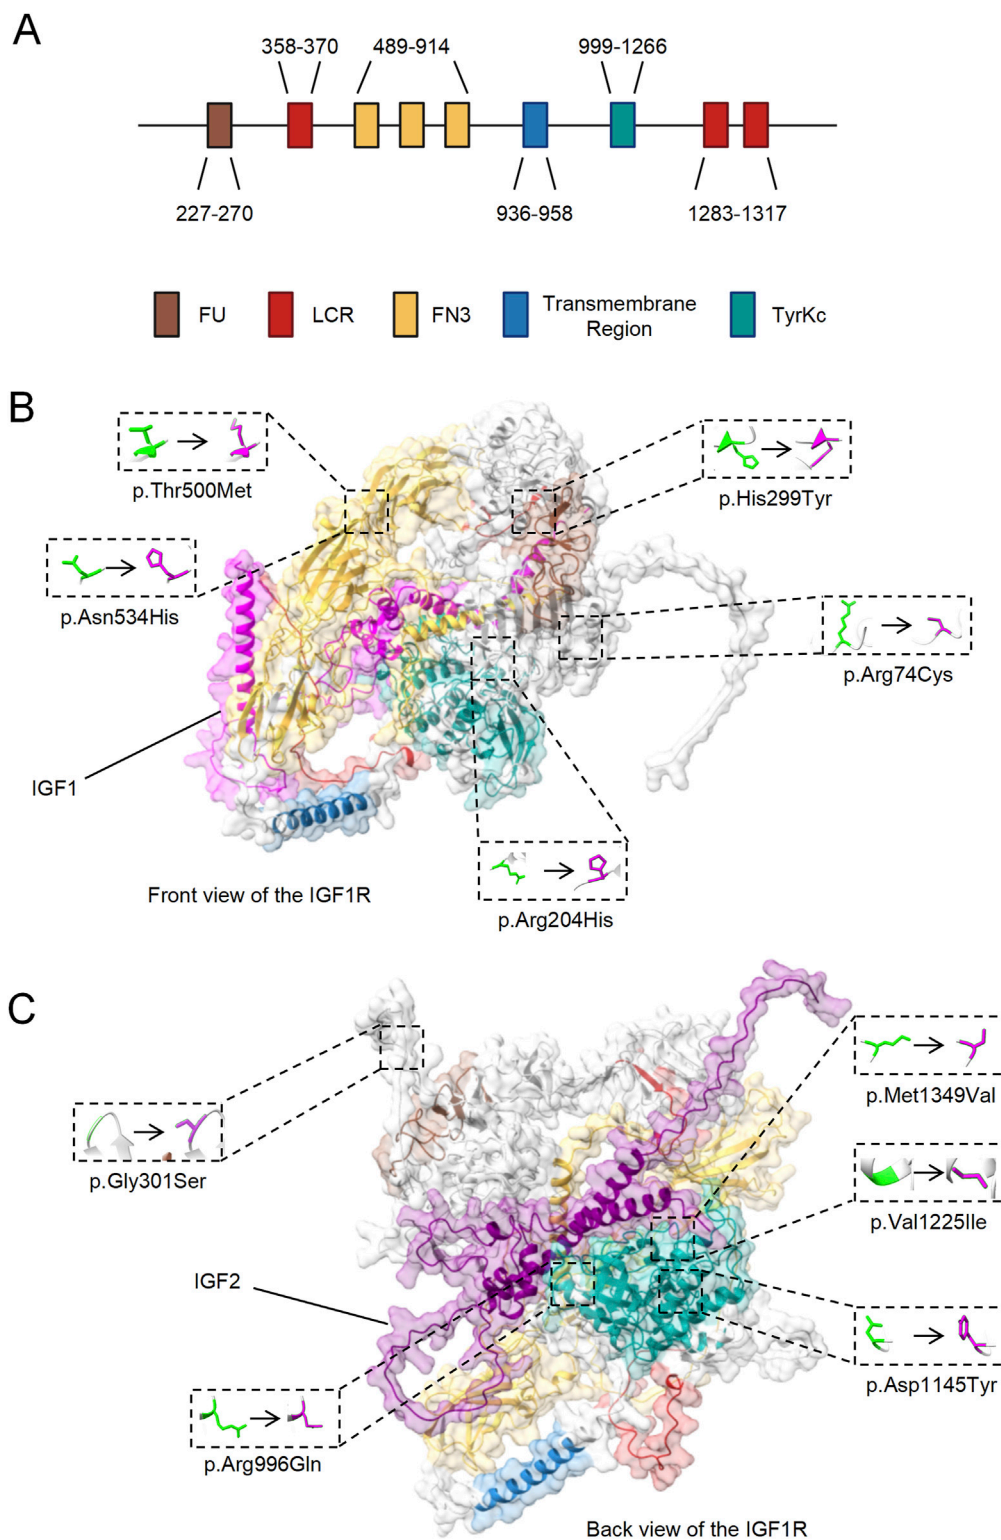 A
358-370 489-914 999-1266
227-270 936-958 1283-1317
FU LCR FN3 Transmembrane Region TyrKc
B
p.Thr500Met
p.His299Tyr
p.Asn534His
p.Arg74Cys
IGF1
Front view of the IGF1R
p.Arg204His
C
p.Met1349Val
p.Gly301Ser
p.Val1225Ile
IGF2
p.Asp1145Tyr
p.Arg996Gln
Back view of the IGF1R